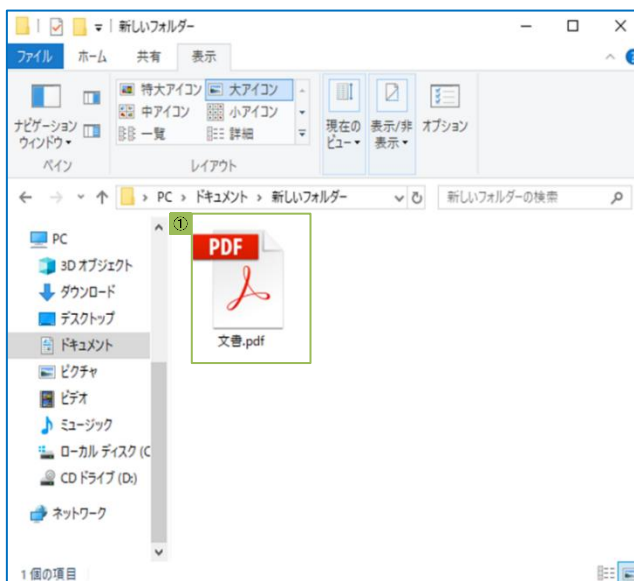 新しいフォルダー
ファイル ホーム 共有 表示
特大アイコン 大アイコン
中アイコン 小アイコン
一覧 詳細
ナビゲーション
ウィンドウ
現在の
ビュー
表示/非
表示
オプション
ペイン レイアウト
PC › ドキュメント › 新しいフォルダー
新しいフォルダーの検索
①
PDF
文書.pdf
PC
3D オブジェクト
ダウンロード
デスクトップ
ドキュメント
ピクチャ
ビデオ
ミュージック
ローカル ディスク (C
CD ドライブ (D:)
ネットワーク
1 個の項目